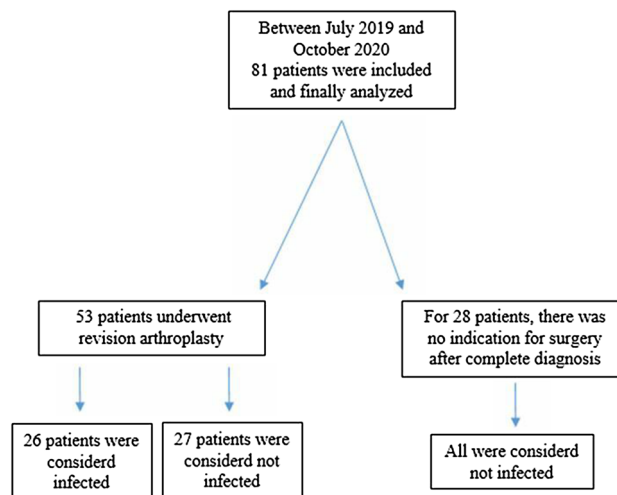 Between July 2019 and
October 2020
81 patients were included
and finally analyzed
53 patients underwent
revision arthroplasty
For 28 patients, there was
no indication for surgery
after complete diagnosis
26 patients were
considerd
infected
27 patients were
considerd not
infected
All were considerd
not infected